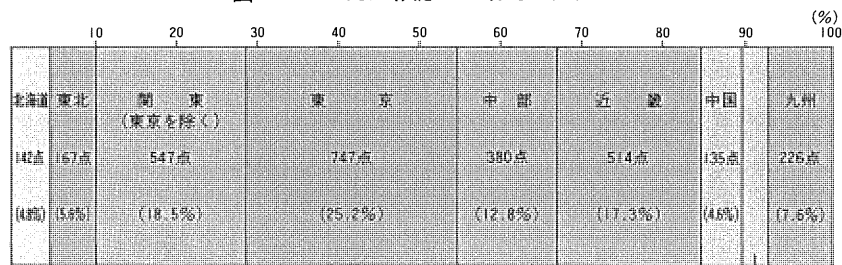 (%)
10 20 30 40 50 60 70 80 90 100
北海道 東北 関東 東京 中部 近畿 中国 九州
(東京を除く)
142点 167点 547点 747点 380点 514点 135点 226点
(4.8%) (5.6%) (18.5%) (25.2%) (12.8%) (17.3%) (4.6%) (7.6%)